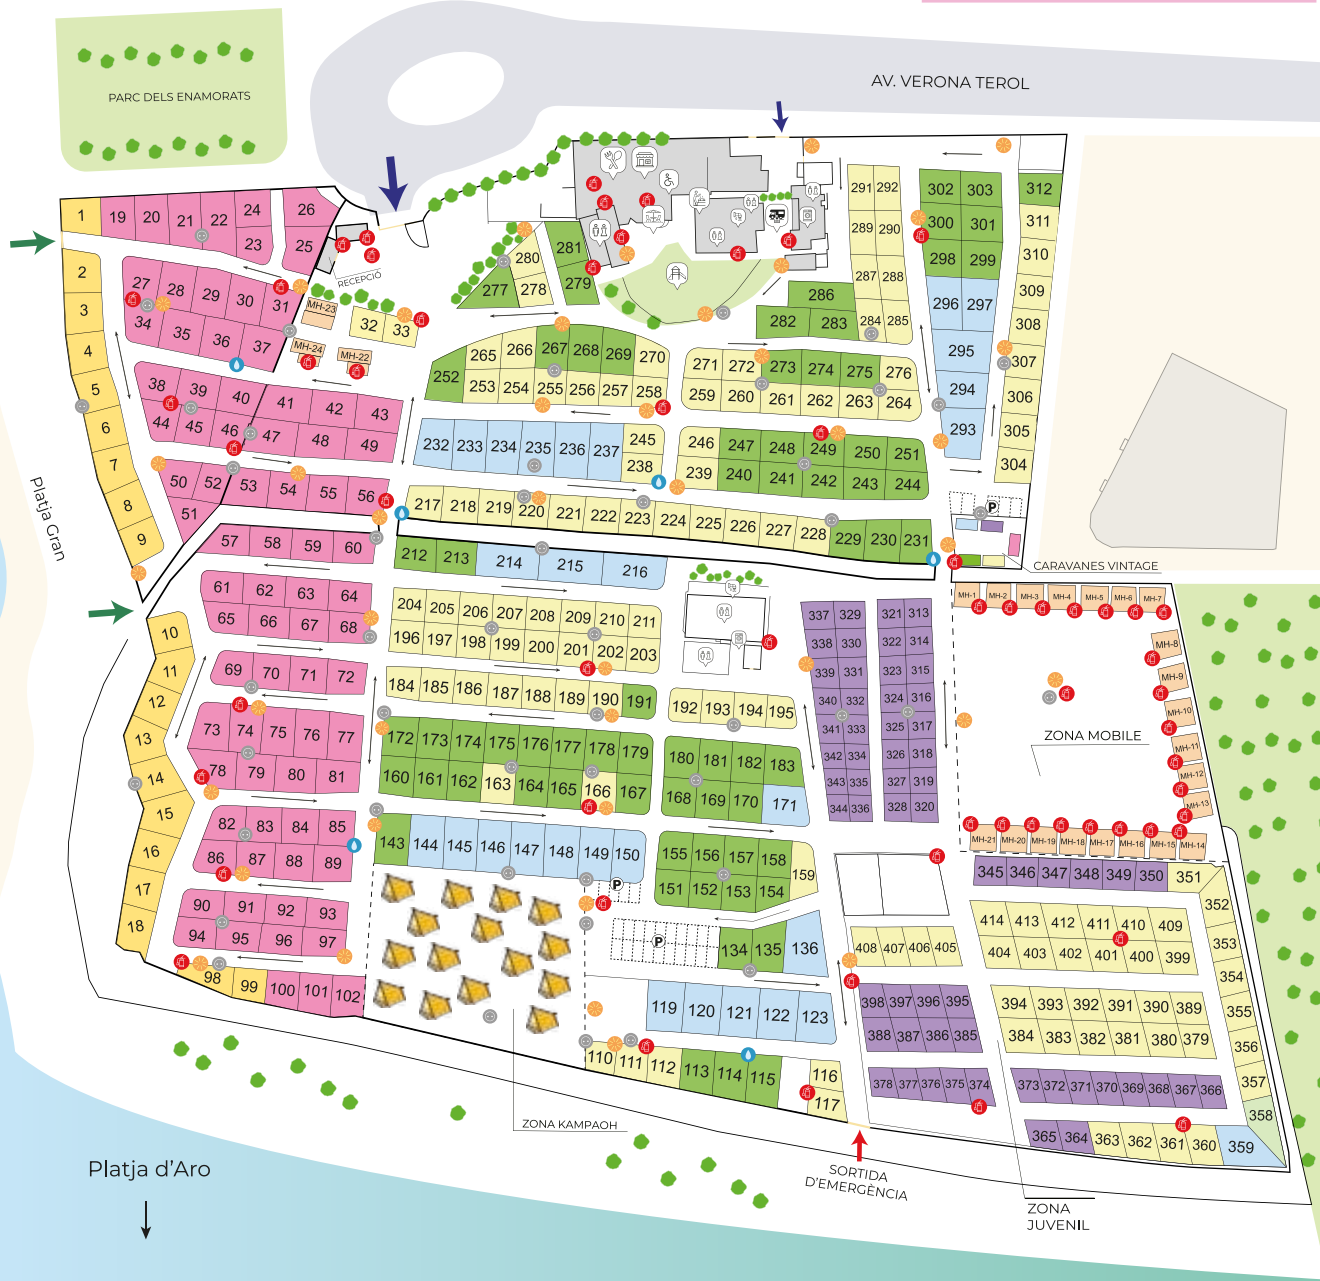 PARC DELS ENAMORATS
AV. VERONA TEROL
RECEPCIÓ
Platja Gran
1 19 20 21 22 24 26
23 25
2
3
4
5
6
7
8
9
27 28 29 30 31
34 35 36 37
MH-23
MH-24
MH-22
32 33
38 39 40 41 42 43
44 45 46 47 48 49
50 52 53 54 55 56
51
57 58 59 60
61 62 63 64
65 66 67 68
69 70 71 72
73 74 75 76 77
78 79 80 81
82 83 84 85
86 87 88 89
90 91 92 93
94 95 96 97
98 99 100 101 102
10
11
12
13
14
15
16
17
18
277 280 278 281 279
252 265 266 267 268 269 270
253 254 255 256 257 258
232 233 234 235 236 237 245
238
217 218 219 220 221 222 223 224 225 226 227 228 229 230 231
291 292
289 290
287 288
286 284 285
282 283
271 272 273 274 275 276
259 260 261 262 263 264
246 247 248 249 250 251
239 240 241 242 243 244
302 303
300 301
298 299
296 297
295
294
293
312
311
310
309
308
307
306
305
304
P
CARAVANES VINTAGE
212 213 214 215 216
204 205 206 207 208 209 210 211
196 197 198 199 200 201 202 203
184 185 186 187 188 189 190 191
172 173 174 175 176 177 178 179
160 161 162 163 164 165 166 167
143 144 145 146 147 148 149 150
192 193 194 195
180 181 182 183
168 169 170 171
155 156 157 158 159
151 152 153 154
P
P
134 135 136
119 120 121 122 123
110 111 112 113 114 115
116
117
337 329
338 330
339 331
340 332
341 333
342 334
343 335
344 336
321 313
322 314
323 315
324 316
325 317
326 318
327 319
328 320
MH-1 MH-2 MH-3 MH-4 MH-5 MH-6 MH-7
MH-8
MH-9
MH-10
MH-11
MH-12
MH-13
ZONA MOBILE
MH-21 MH-20 MH-19 MH-18 MH-17 MH-16 MH-15 MH-14
345 346 347 348 349 350 351
352
353
354
355
356
357
358
359
414 413 412 411 410 409
404 403 402 401 400 399
408 407 406 405
398 397 396 395
388 387 386 385
394 393 392 391 390 389
384 383 382 381 380 379
378 377 376 375 374
373 372 371 370 369 368 367 366
365 364 363 362 361 360
ZONA KAMPAOH
Platja d'Aro
SORTIDA
D'EMERGÈNCIA
ZONA
JUVENIL